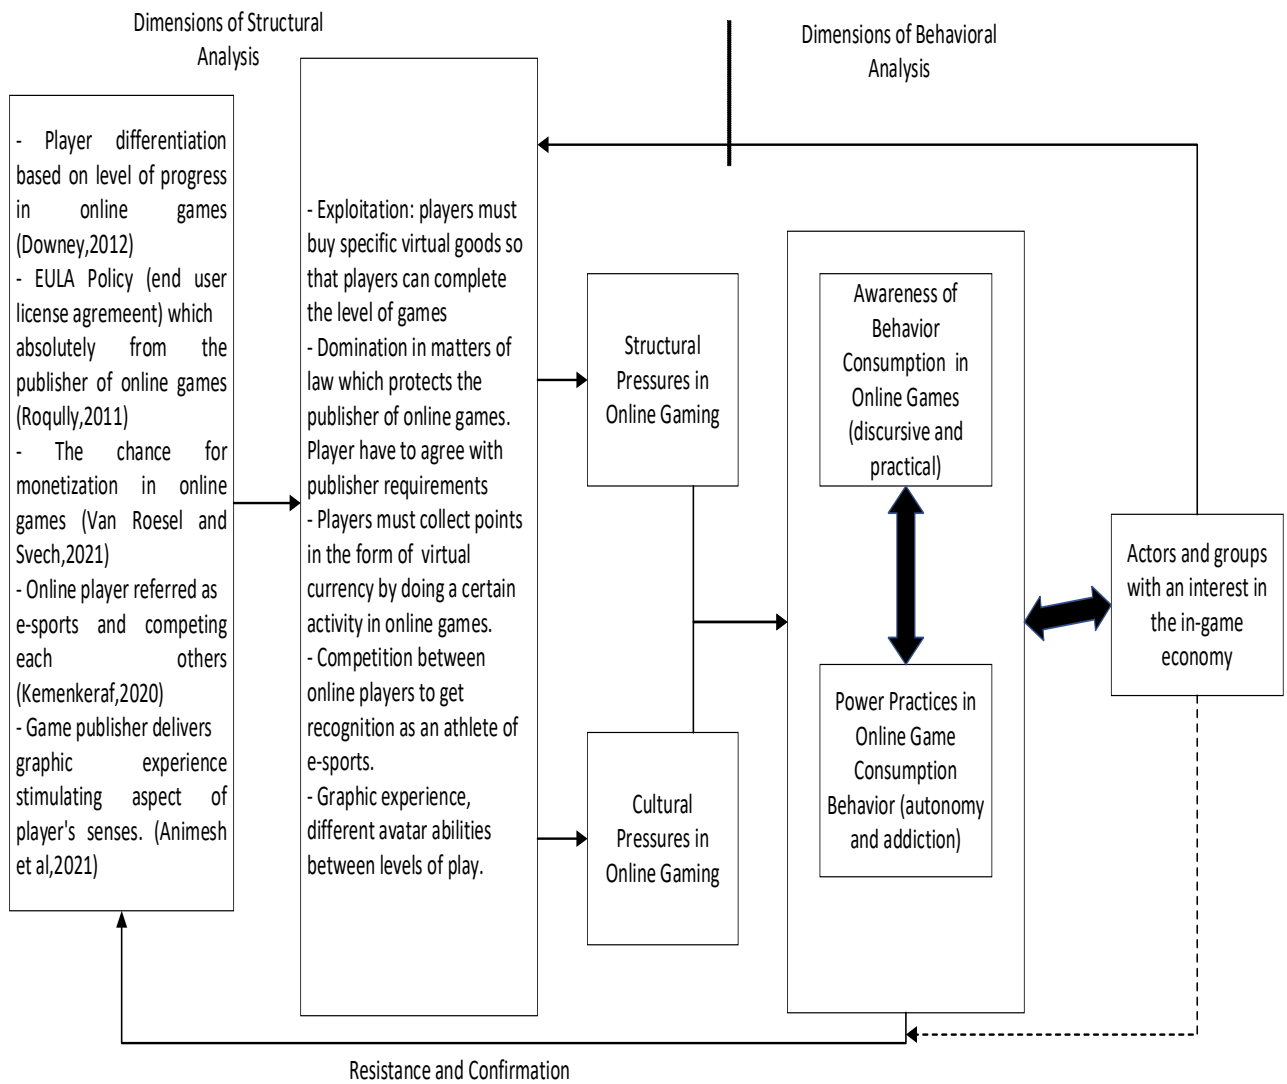 Dimensions of Structural
Analysis
Dimensions of Behavioral
Analysis
- Player differentiation
based on level of progress
in online games
(Downey,2012)
- EULA Policy (end user
license agremeent) which
absolutely from the
publisher of online games
(Roqully,2011)
- The chance for
monetization in online
games (Van Roesel and
Svech,2021)
- Online player referred as
e-sports and competing
each others
(Kemenkeraf,2020)
- Game publisher delivers
graphic experience
stimulating aspect of
player's senses. (Animesh
et al,2021)
- Exploitation: players must
buy specific virtual goods so
that players can complete
the level of games
- Domination in matters of
law which protects the
publisher of online games.
Player have to agree with
publisher requirements
- Players must collect points
in the form of virtual
currency by doing a certain
activity in online games.
- Competition between
online players to get
recognition as an athlete of
e-sports.
- Graphic experience,
different avatar abilities
between levels of play.
Structural
Pressures in
Online Gaming
Cultural
Pressures in
Online Gaming
Awareness of
Behavior
Consumption in
Online Games
(discursive and
practical)
Power Practices in
Online Game
Consumption
Behavior (autonomy
and addiction)
Actors and groups
with an interest in
the in-game
economy
Resistance and Confirmation